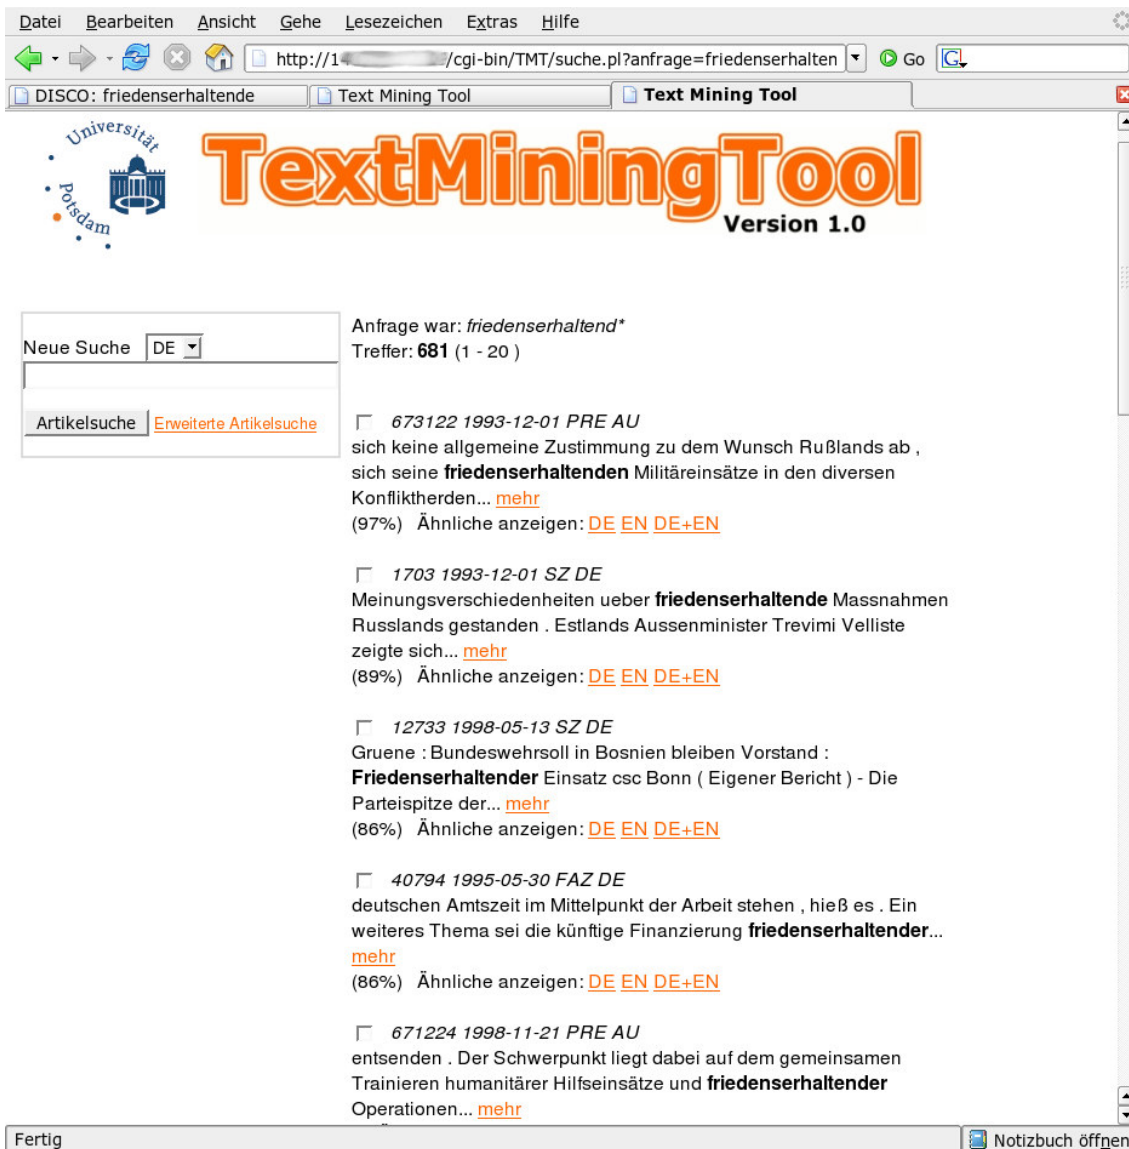 Datei Bearbeiten Ansicht Gehe Lesezeichen Extras Hilfe
http://1 /cgi-bin/TMT/suche.pl?anfrage=friedenserhalten Go G
DISCO: friedenserhaltende Text Mining Tool Text Mining Tool
Universität Potsdam
TextMiningTool
Version 1.0
Neue Suche DE
Artikelsuche Erweiterte Artikelsuche
Anfrage war: friedenserhaltend*
Treffer: 681 (1 - 20 )
673122 1993-12-01 PRE AU
sich keine allgemeine Zustimmung zu dem Wunsch Rußlands ab ,
sich seine friedenserhaltenden Militäreinsätze in den diversen
Konfliktherden... mehr
(97%) Ähnliche anzeigen: DE EN DE+EN
1703 1993-12-01 SZ DE
Meinungsverschiedenheiten ueber friedenserhaltende Massnahmen
Russlands gestanden . Estlands Aussenminister Trevimi Velliste
zeigte sich... mehr
(89%) Ähnliche anzeigen: DE EN DE+EN
12733 1998-05-13 SZ DE
Gruene : Bundeswehrsoll in Bosnien bleiben Vorstand :
Friedenserhaltender Einsatz csc Bonn ( Eigener Bericht ) - Die
Parteispitze der... mehr
(86%) Ähnliche anzeigen: DE EN DE+EN
40794 1995-05-30 FAZ DE
deutschen Amtszeit im Mittelpunkt der Arbeit stehen , hieß es . Ein
weiteres Thema sei die künftige Finanzierung friedenserhaltender...
mehr
(86%) Ähnliche anzeigen: DE EN DE+EN
671224 1998-11-21 PRE AU
entsenden . Der Schwerpunkt liegt dabei auf dem gemeinsamen
Trainieren humanitärer Hilfseinsätze und friedenserhaltender
Operationen... mehr
Fertig Notizbuch öffnen